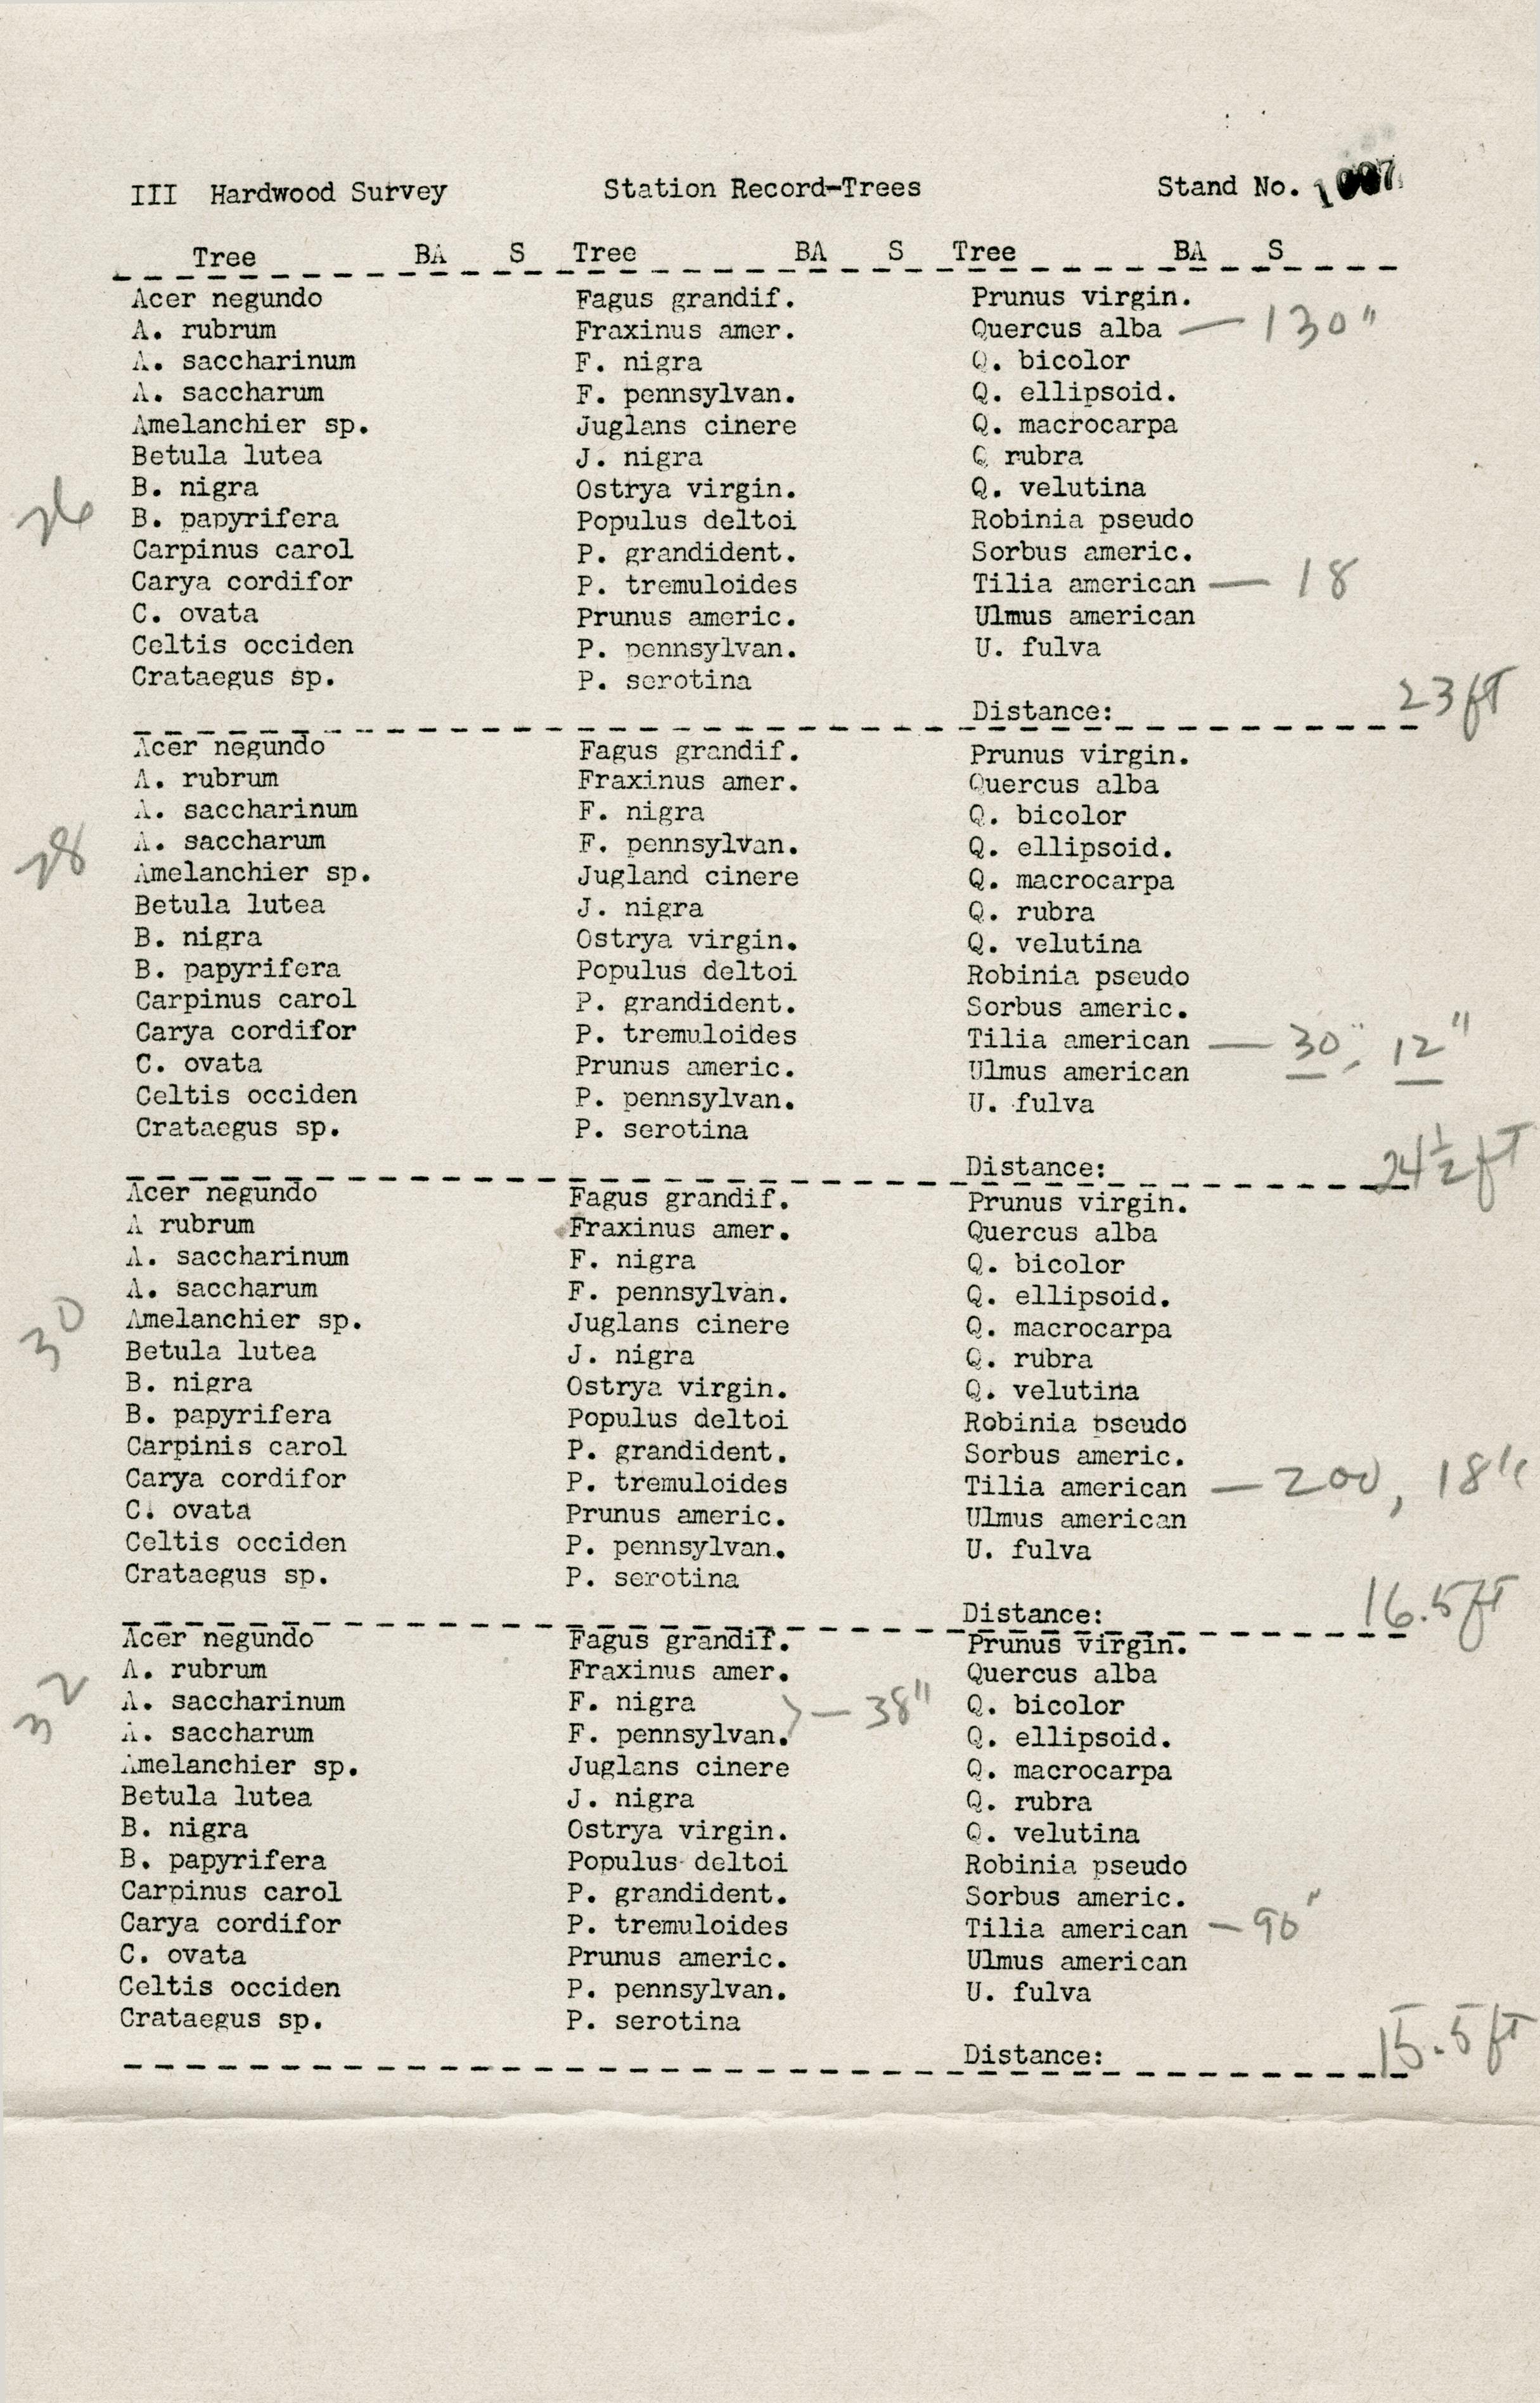 III Hardwood Survey Station Record-Trees Stand No. 1007
Tree BA S Tree BA S Tree BA S
Acer negundo Fagus grandif. Prunus virgin.
A. rubrum Fraxinus amer. Quercus alba — 130"
A. saccharinum F. nigra Q. bicolor
A. saccharum F. pennsylvan. Q. ellipsoid.
Amelanchier sp. Juglans cinere Q. macrocarpa
Betula lutea J. nigra Q rubra
26 B. nigra Ostrya virgin. Q. velutina
B. papyrifera Populus deltoi Robinia pseudo
Carpinus carol P. grandident. Sorbus americ.
Carya cordifor P. tremuloides Tilia american — 18
C. ovata Prunus americ. Ulmus american
Celtis occiden P. pennsylvan. U. fulva
Crataegus sp. P. serotina
Distance: 23 ft
Acer negundo Fagus grandif. Prunus virgin.
A. rubrum Fraxinus amer. Quercus alba
A. saccharinum F. nigra Q. bicolor
28 A. saccharum F. pennsylvan. Q. ellipsoid.
Amelanchier sp. Jugland cinere Q. macrocarpa
Betula lutea J. nigra Q. rubra
B. nigra Ostrya virgin. Q. velutina
B. papyrifera Populus deltoi Robinia pseudo
Carpinus carol P. grandident. Sorbus americ.
Carya cordifor P. tremuloides Tilia american — 30", 12"
C. ovata Prunus americ. Ulmus american
Celtis occiden P. pennsylvan. U. fulva
Crataegus sp. P. serotina
Distance: 24½ ft
Acer negundo Fagus grandif. Prunus virgin.
A rubrum Fraxinus amer. Quercus alba
A. saccharinum F. nigra Q. bicolor
A. saccharum F. pennsylvan. Q. ellipsoid.
30 Amelanchier sp. Juglans cinere Q. macrocarpa
Betula lutea J. nigra Q. rubra
B. nigra Ostrya virgin. Q. velutina
B. papyrifera Populus deltoi Robinia pseudo
Carpinis carol P. grandident. Sorbus americ.
Carya cordifor P. tremuloides Tilia american — 200, 18"
C. ovata Prunus americ. Ulmus american
Celtis occiden P. pennsylvan. U. fulva
Crataegus sp. P. serotina
Distance: 16.5 ft
Acer negundo Fagus grandif. Prunus virgin.
A. rubrum Fraxinus amer. Quercus alba
32 A. saccharinum F. nigra > — 38" Q. bicolor
A. saccharum F. pennsylvan. Q. ellipsoid.
Amelanchier sp. Juglans cinere Q. macrocarpa
Betula lutea J. nigra Q. rubra
B. nigra Ostrya virgin. Q. velutina
B. papyrifera Populus deltoi Robinia pseudo
Carpinus carol P. grandident. Sorbus americ.
Carya cordifor P. tremuloides Tilia american — 90"
C. ovata Prunus americ. Ulmus american
Celtis occiden P. pennsylvan. U. fulva
Crataegus sp. P. serotina
Distance: 15.5 ft